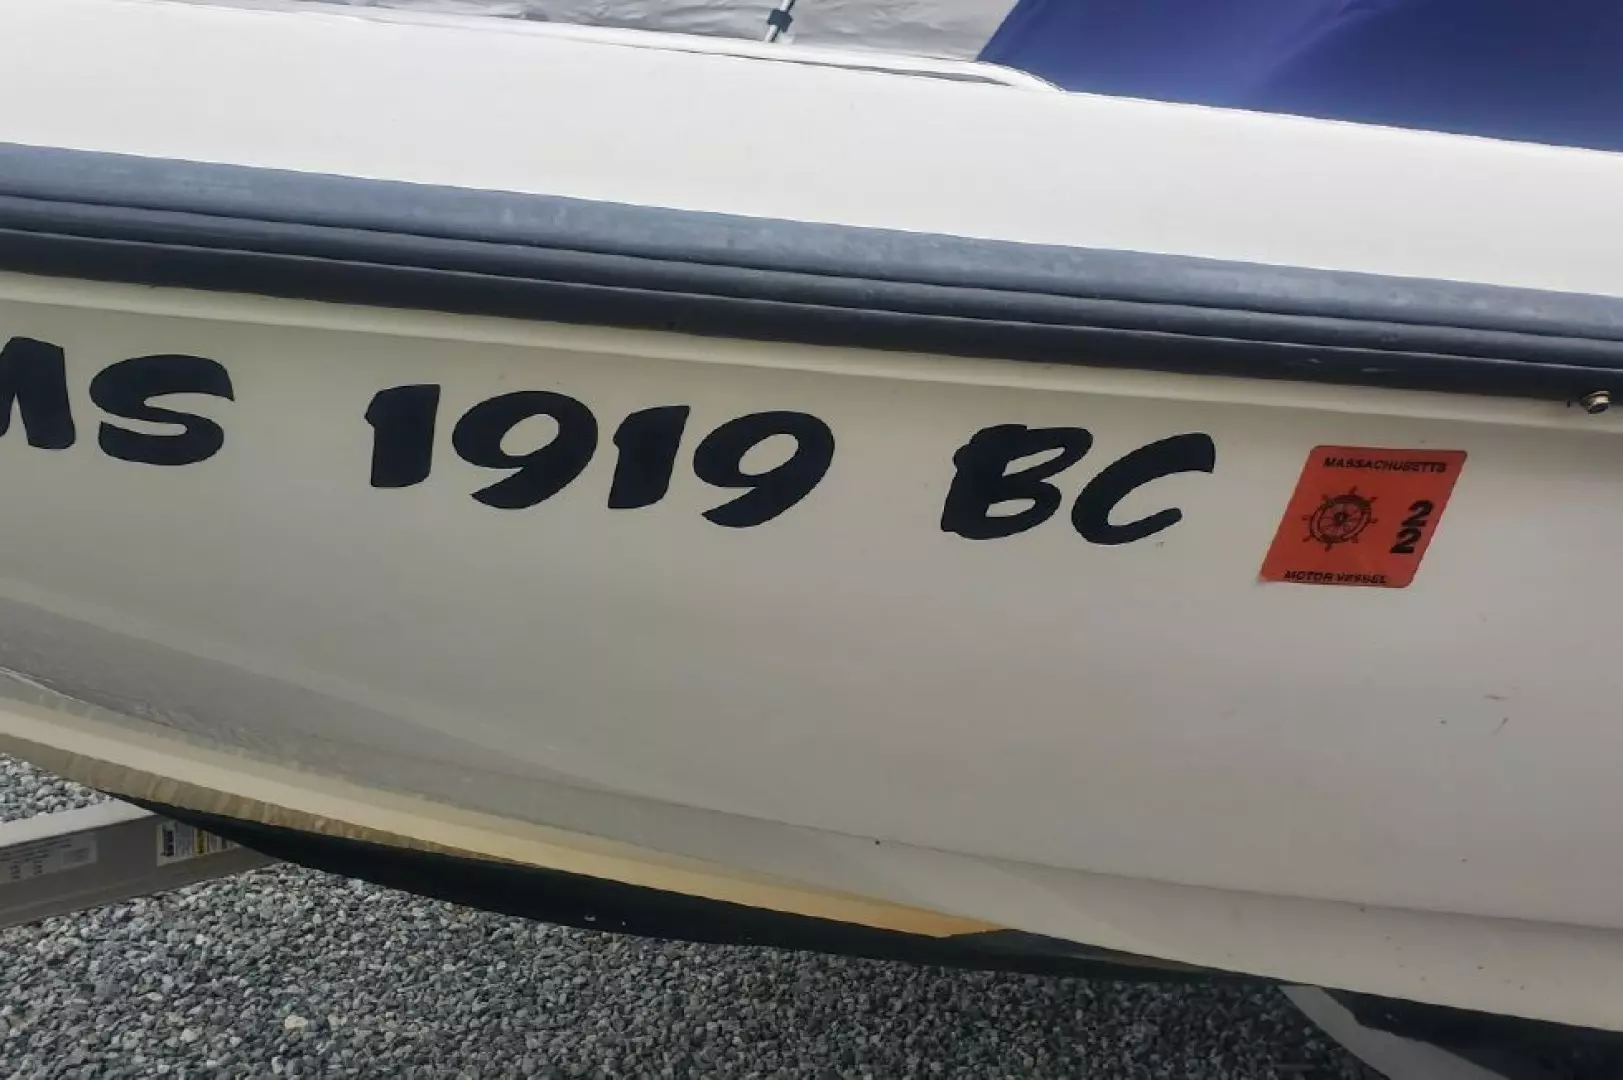 MS 1919 BC
MASSACHUSETTS
22
MOTOR VESSEL